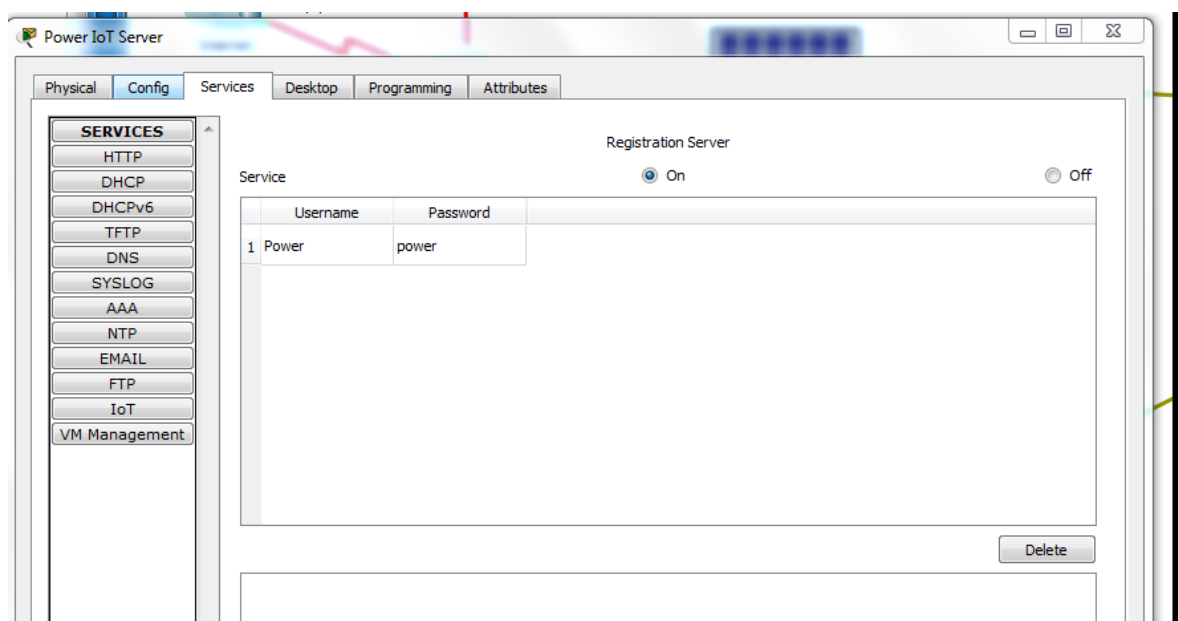 Power IoT Server
Physical Config Services Desktop Programming Attributes
SERVICES
HTTP
DHCP
DHCPv6
TFTP
DNS
SYSLOG
AAA
NTP
EMAIL
FTP
IoT
VM Management
Registration Server
Service On Off
Username Password
1 Power power
Delete